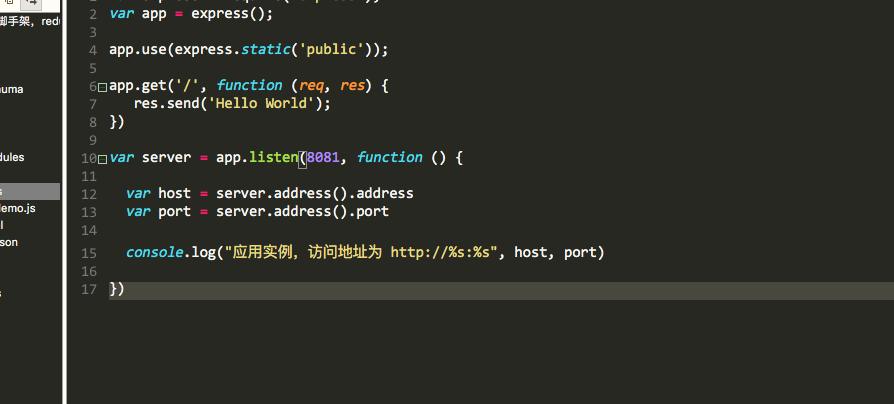 脚手架，redu
var app = express();
app.use(express.static('public'));
numa
app.get('/', function (req, res) {
res.send('Hello World');
})
dules
var server = app.listen(8081, function () {
s
var host = server.address().address
lemo.js
var port = server.address().port
l
son
console.log("应用实例，访问地址为 http://%s:%s", host, port)
s
})
2
3
4
5
6
7
8
9
10
11
12
13
14
15
16
17